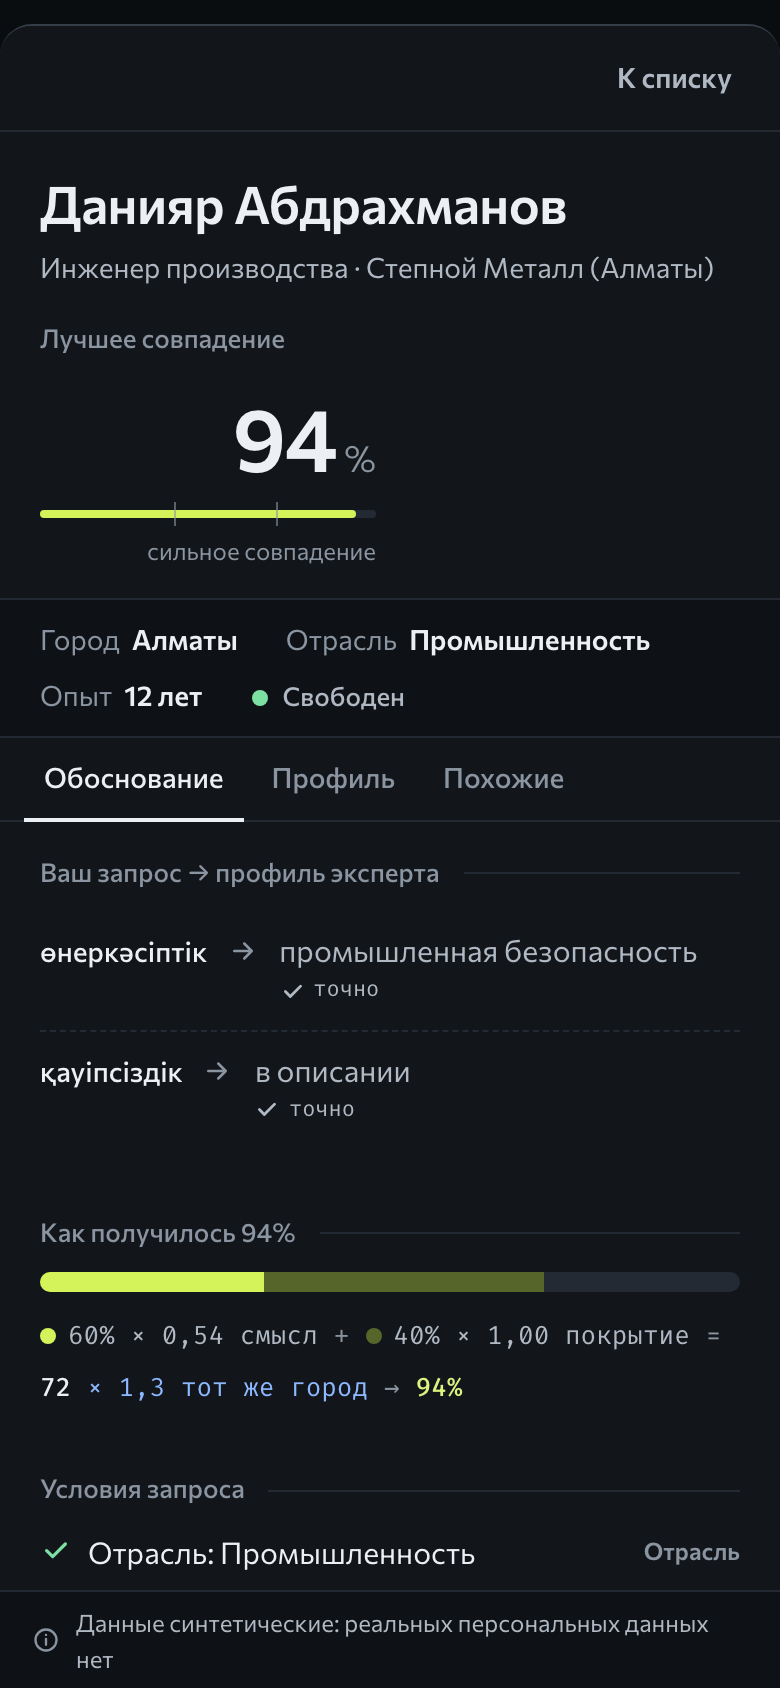 К списку
Данияр Абдрахманов
Инженер производства · Степной Металл (Алматы)
Лучшее совпадение
94 %
сильное совпадение
Город Алматы Отрасль Промышленность
Опыт 12 лет Свободен
Обоснование Профиль Похожие
Ваш запрос → профиль эксперта
өнеркәсіптік → промышленная безопасность
✓ точно
қауіпсіздік → в описании
✓ точно
Как получилось 94%
60% × 0,54 смысл + 40% × 1,00 покрытие =
72 × 1,3 тот же город → 94%
Условия запроса
✓ Отрасль: Промышленность Отрасль
Данные синтетические: реальных персональных данных
нет